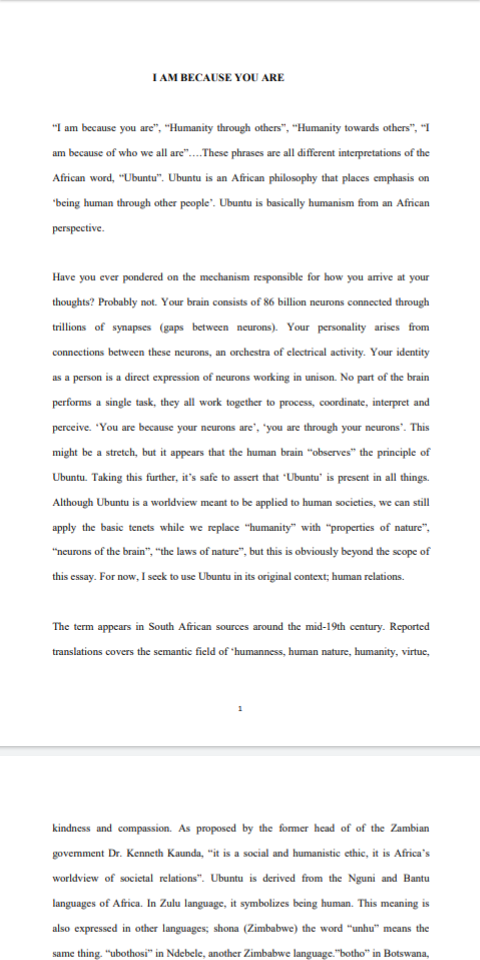 I AM BECAUSE YOU ARE
“I am because you are”, “Humanity through others”, “Humanity towards others”, “I
am because of who we all are”….These phrases are all different interpretations of the
African word, “Ubuntu”. Ubuntu is an African philosophy that places emphasis on
‘being human through other people’. Ubuntu is basically humanism from an African
perspective.
Have you ever pondered on the mechanism responsible for how you arrive at your
thoughts? Probably not. Your brain consists of 86 billion neurons connected through
trillions of synapses (gaps between neurons). Your personality arises from
connections between these neurons, an orchestra of electrical activity. Your identity
as a person is a direct expression of neurons working in unison. No part of the brain
performs a single task, they all work together to process, coordinate, interpret and
perceive. ‘You are because your neurons are’, ‘you are through your neurons’. This
might be a stretch, but it appears that the human brain “observes” the principle of
Ubuntu. Taking this further, it’s safe to assert that ‘Ubuntu’ is present in all things.
Although Ubuntu is a worldview meant to be applied to human societies, we can still
apply the basic tenets while we replace “humanity” with “properties of nature”,
“neurons of the brain”, “the laws of nature”, but this is obviously beyond the scope of
this essay. For now, I seek to use Ubuntu in its original context; human relations.
The term appears in South African sources around the mid-19th century. Reported
translations covers the semantic field of ‘humanness, human nature, humanity, virtue,
1
kindness and compassion. As proposed by the former head of of the Zambian
government Dr. Kenneth Kaunda, “it is a social and humanistic ethic, it is Africa’s
worldview of societal relations”. Ubuntu is derived from the Nguni and Bantu
languages of Africa. In Zulu language, it symbolizes being human. This meaning is
also expressed in other languages; shona (Zimbabwe) the word “unhu” means the
same thing. “ubothosi” in Ndebele, another Zimbabwe language.”botho” in Botswana,